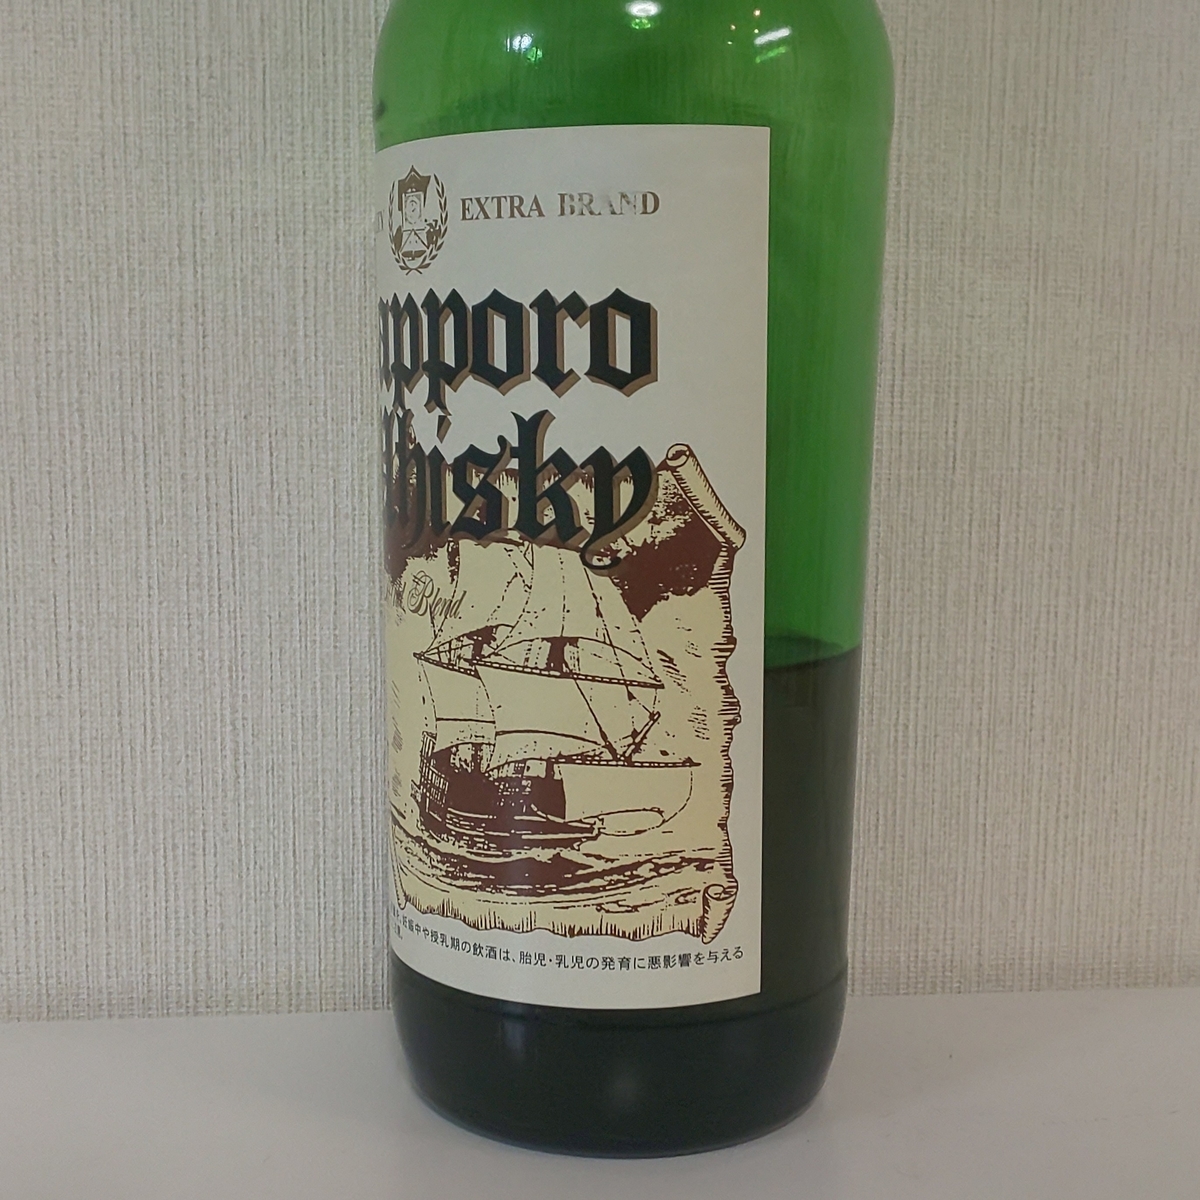 EXTRA BRAND
apporo
Whisky
Blend
妊娠中や授乳期の飲酒は、胎児・乳児の発育に悪影響を与える